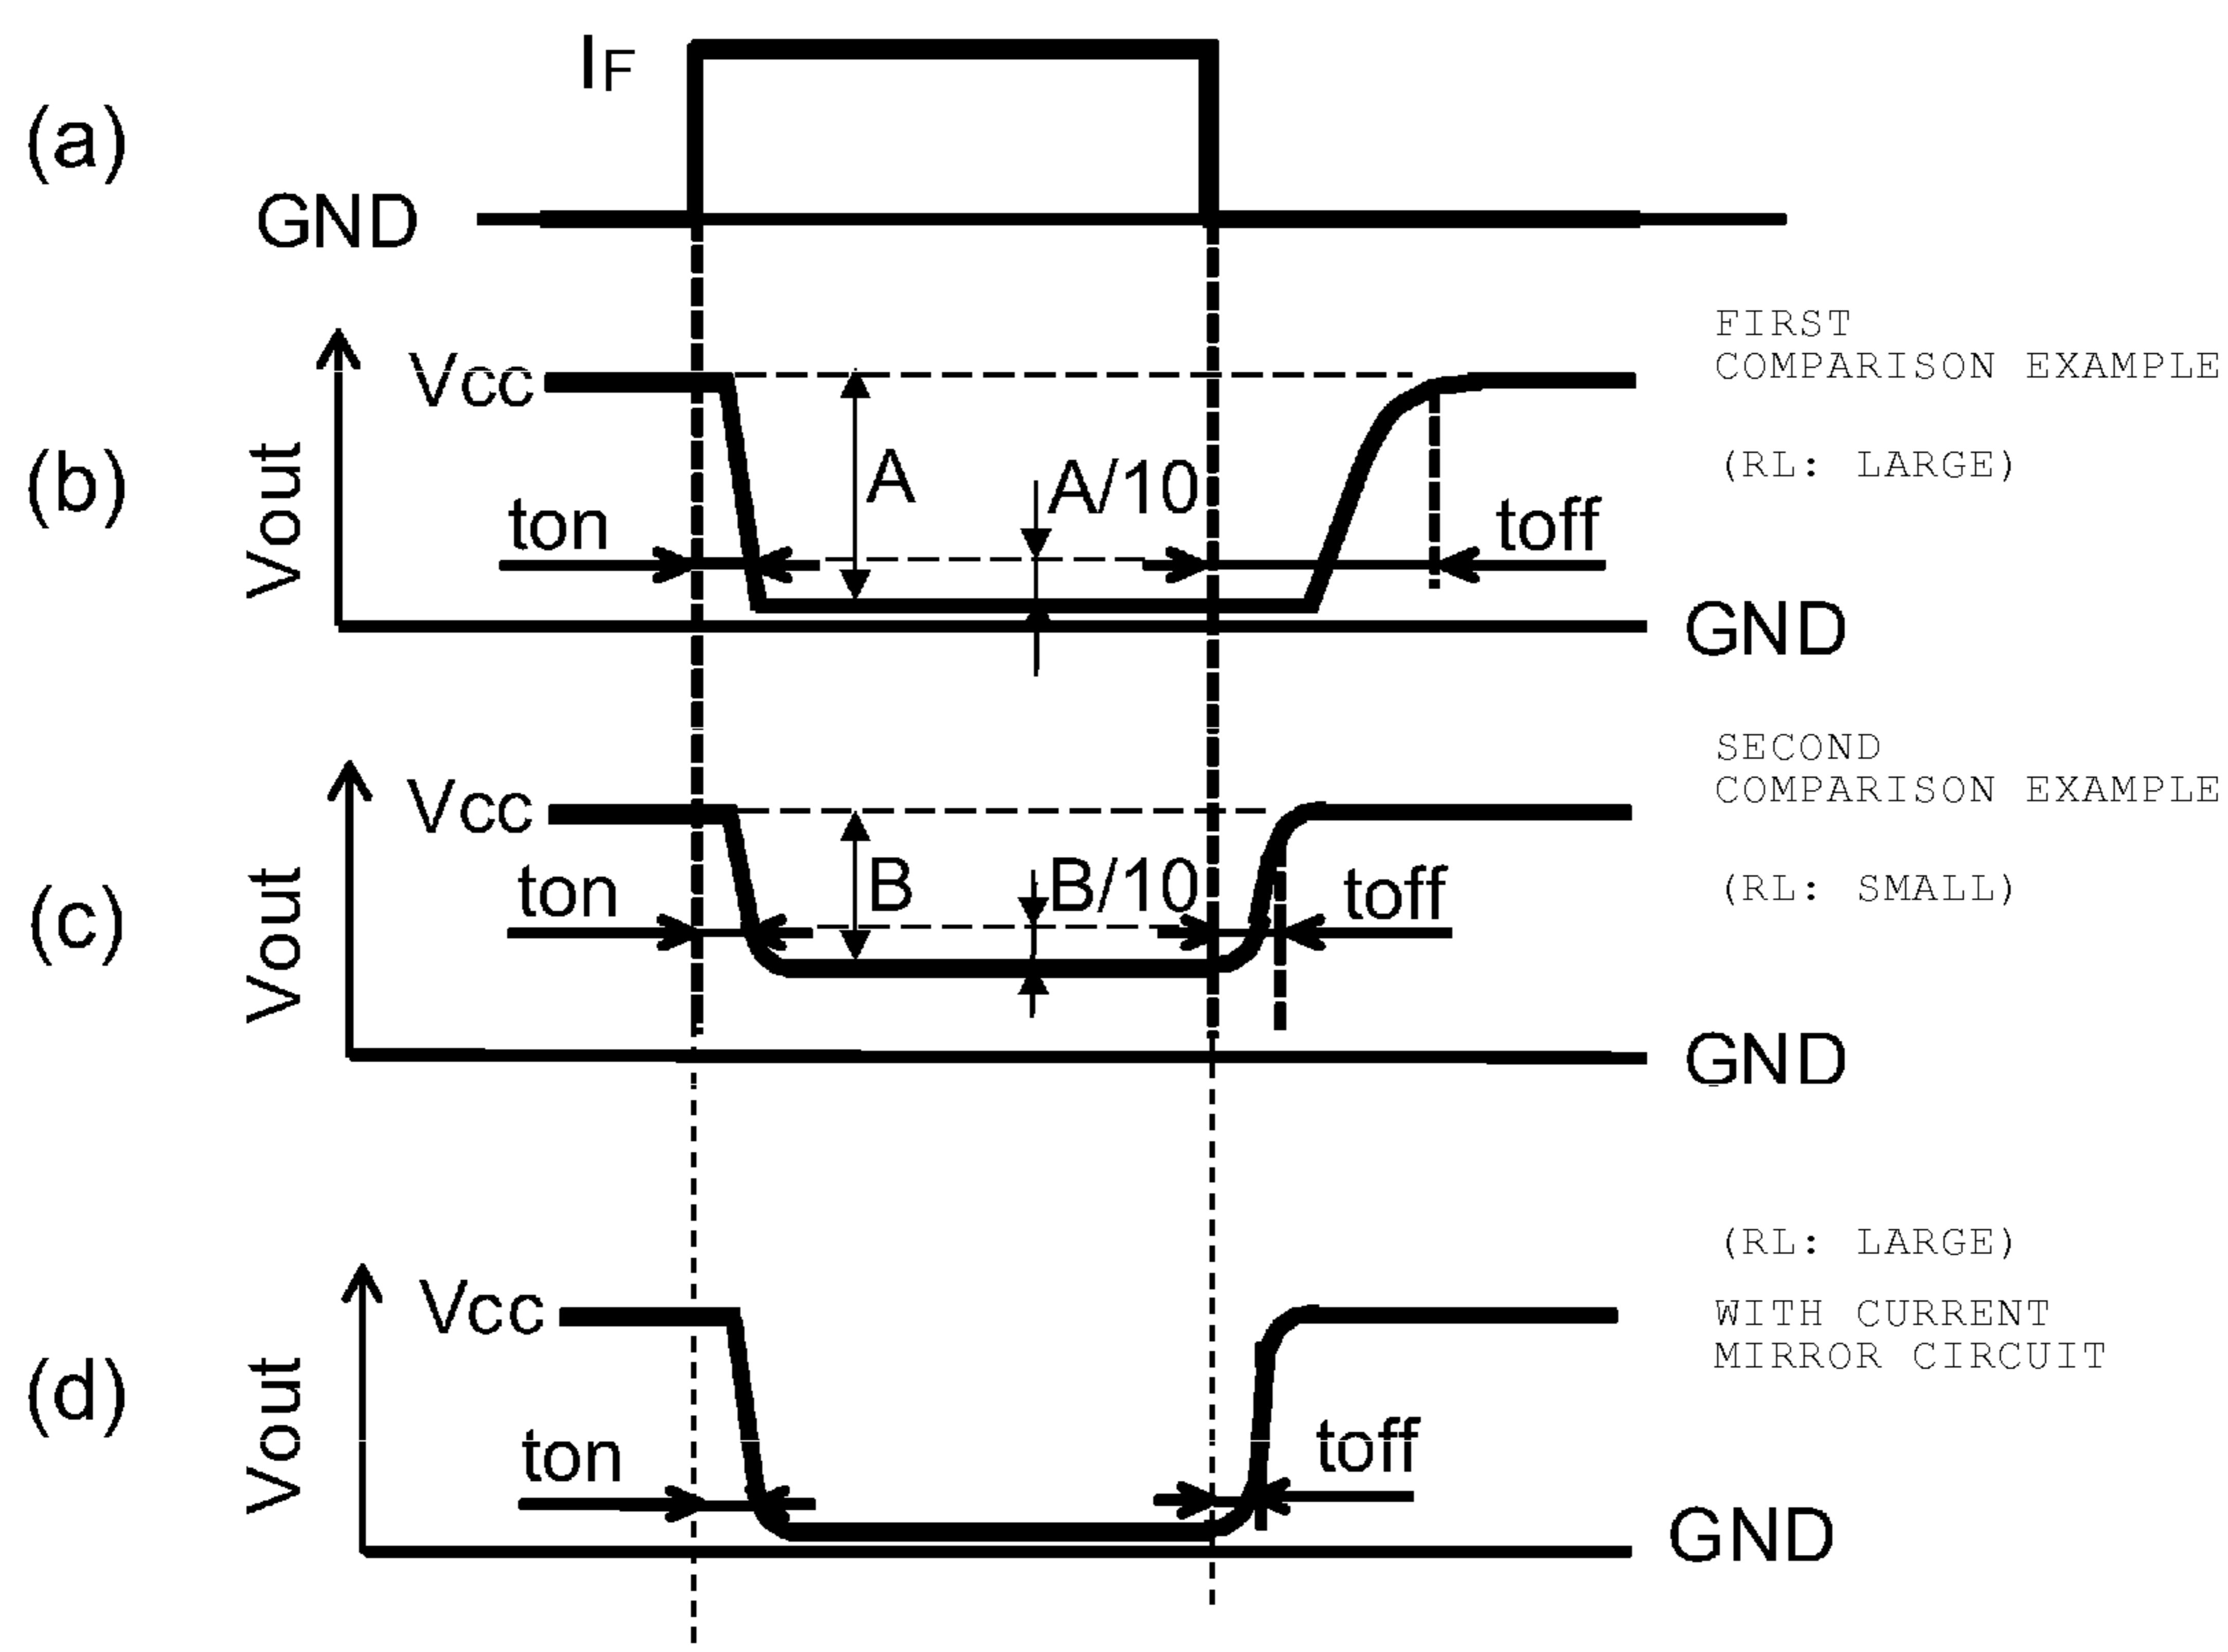 (a)
IF
GND
(b)
Vout
Vcc
ton
A
A/10
toff
GND
FIRST
COMPARISON EXAMPLE
(RL: LARGE)
(c)
Vout
Vcc
ton
B
B/10
toff
GND
SECOND
COMPARISON EXAMPLE
(RL: SMALL)
(d)
Vout
Vcc
ton
toff
GND
(RL: LARGE)
WITH CURRENT
MIRROR CIRCUIT